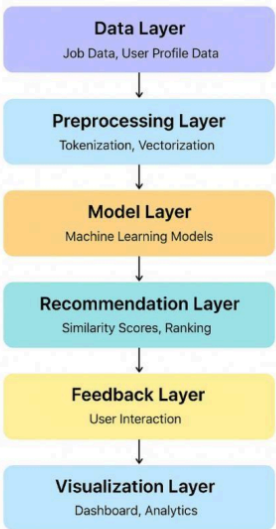 Data Layer
Job Data, User Profile Data
Preprocessing Layer
Tokenization, Vectorization
Model Layer
Machine Learning Models
Recommendation Layer
Similarity Scores, Ranking
Feedback Layer
User Interaction
Visualization Layer
Dashboard, Analytics